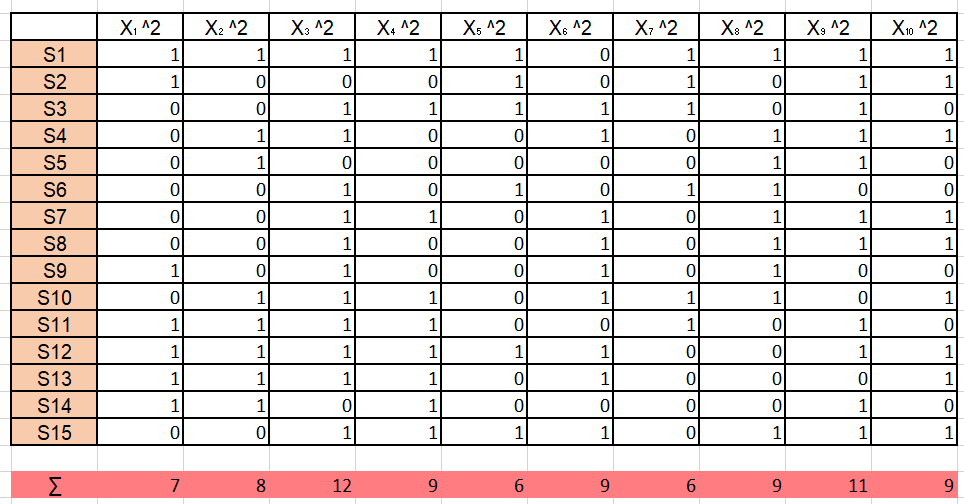 X₁ ^2 X₂ ^2 X₃ ^2 X₄ ^2 X₅ ^2 X₆ ^2 X₇ ^2 X₈ ^2 X₉ ^2 X₁₀ ^2
S1 1 1 1 1 1 0 1 1 1 1
S2 1 0 0 0 1 0 1 0 1 1
S3 0 0 1 1 1 1 1 0 1 0
S4 0 1 1 0 0 1 0 1 1 1
S5 0 1 0 0 0 0 0 1 1 0
S6 0 0 1 0 1 0 1 1 0 0
S7 0 0 1 1 0 1 0 1 1 1
S8 0 0 1 0 0 1 0 1 1 1
S9 1 0 1 0 0 1 0 1 0 0
S10 0 1 1 1 0 1 1 1 0 1
S11 1 1 1 1 0 0 1 0 1 0
S12 1 1 1 1 1 1 0 0 1 1
S13 1 1 1 1 0 1 0 0 0 1
S14 1 1 0 1 0 0 0 0 1 0
S15 0 0 1 1 1 1 0 1 1 1
∑ 7 8 12 9 6 9 6 9 11 9